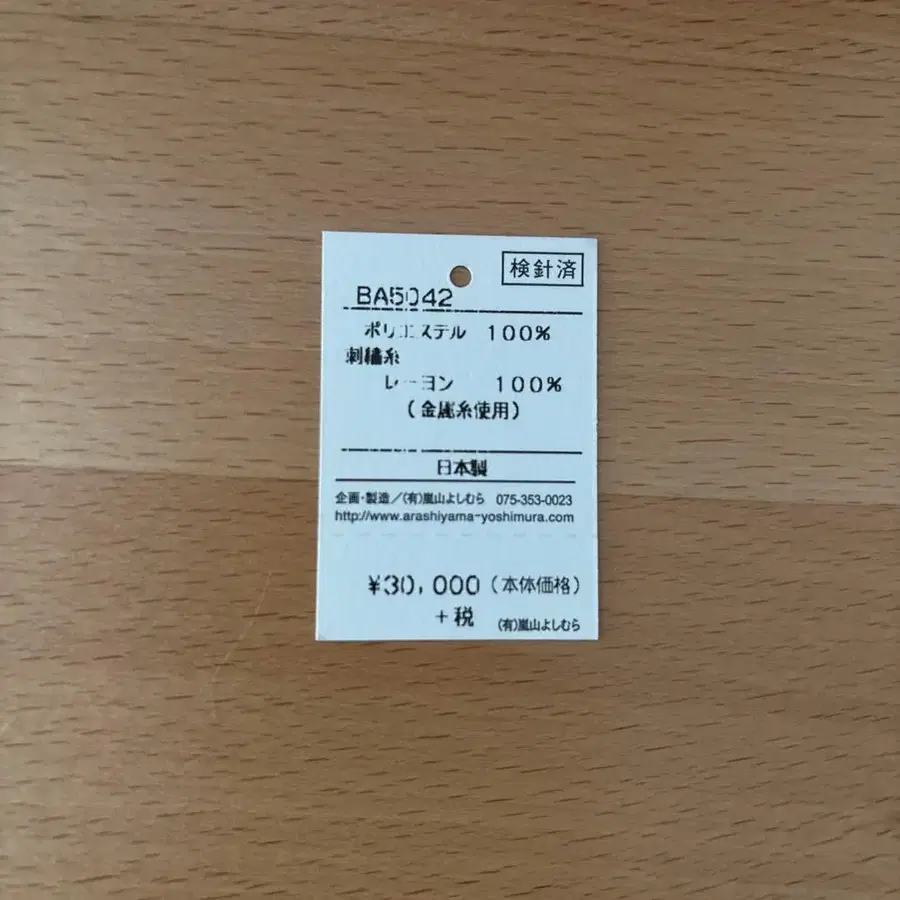 検針済
BA5042
ポリエステル 100%
刺繍糸
レーヨン 100%
(金属糸使用)
日本製
企画・製造/(有)嵐山よしむら 075-353-0023
http://www.arashiyama-yoshimura.com
¥30,000(本体価格)
+税 (有)嵐山よしむら